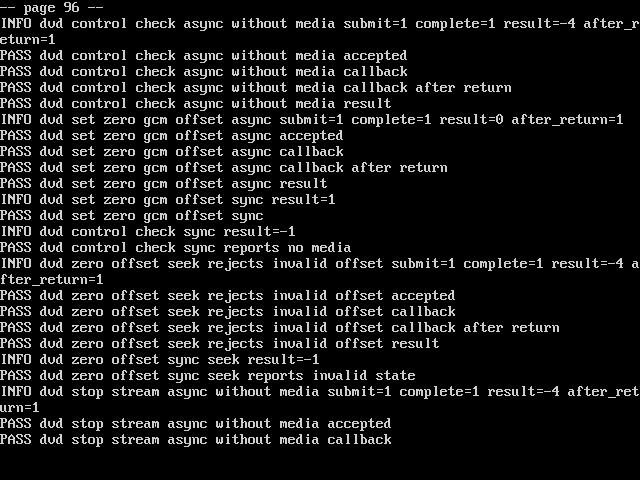 -- page 96 --
INFO dvd control check async without media submit=1 complete=1 result=-4 after_r
eturn=1
PASS dvd control check async without media accepted
PASS dvd control check async without media callback
PASS dvd control check async without media callback after return
PASS dvd control check async without media result
INFO dvd set zero gcm offset async submit=1 complete=1 result=0 after_return=1
PASS dvd set zero gcm offset async accepted
PASS dvd set zero gcm offset async callback
PASS dvd set zero gcm offset async callback after return
PASS dvd set zero gcm offset async result
INFO dvd set zero gcm offset sync result=1
PASS dvd set zero gcm offset sync
INFO dvd control check sync result=-1
PASS dvd control check sync reports no media
INFO dvd zero offset seek rejects invalid offset submit=1 complete=1 result=-4 a
fter_return=1
PASS dvd zero offset seek rejects invalid offset accepted
PASS dvd zero offset seek rejects invalid offset callback
PASS dvd zero offset seek rejects invalid offset callback after return
PASS dvd zero offset seek rejects invalid offset result
INFO dvd zero offset sync seek result=-1
PASS dvd zero offset sync seek reports invalid state
INFO dvd stop stream async without media submit=1 complete=1 result=-4 after_ret
urn=1
PASS dvd stop stream async without media accepted
PASS dvd stop stream async without media callback